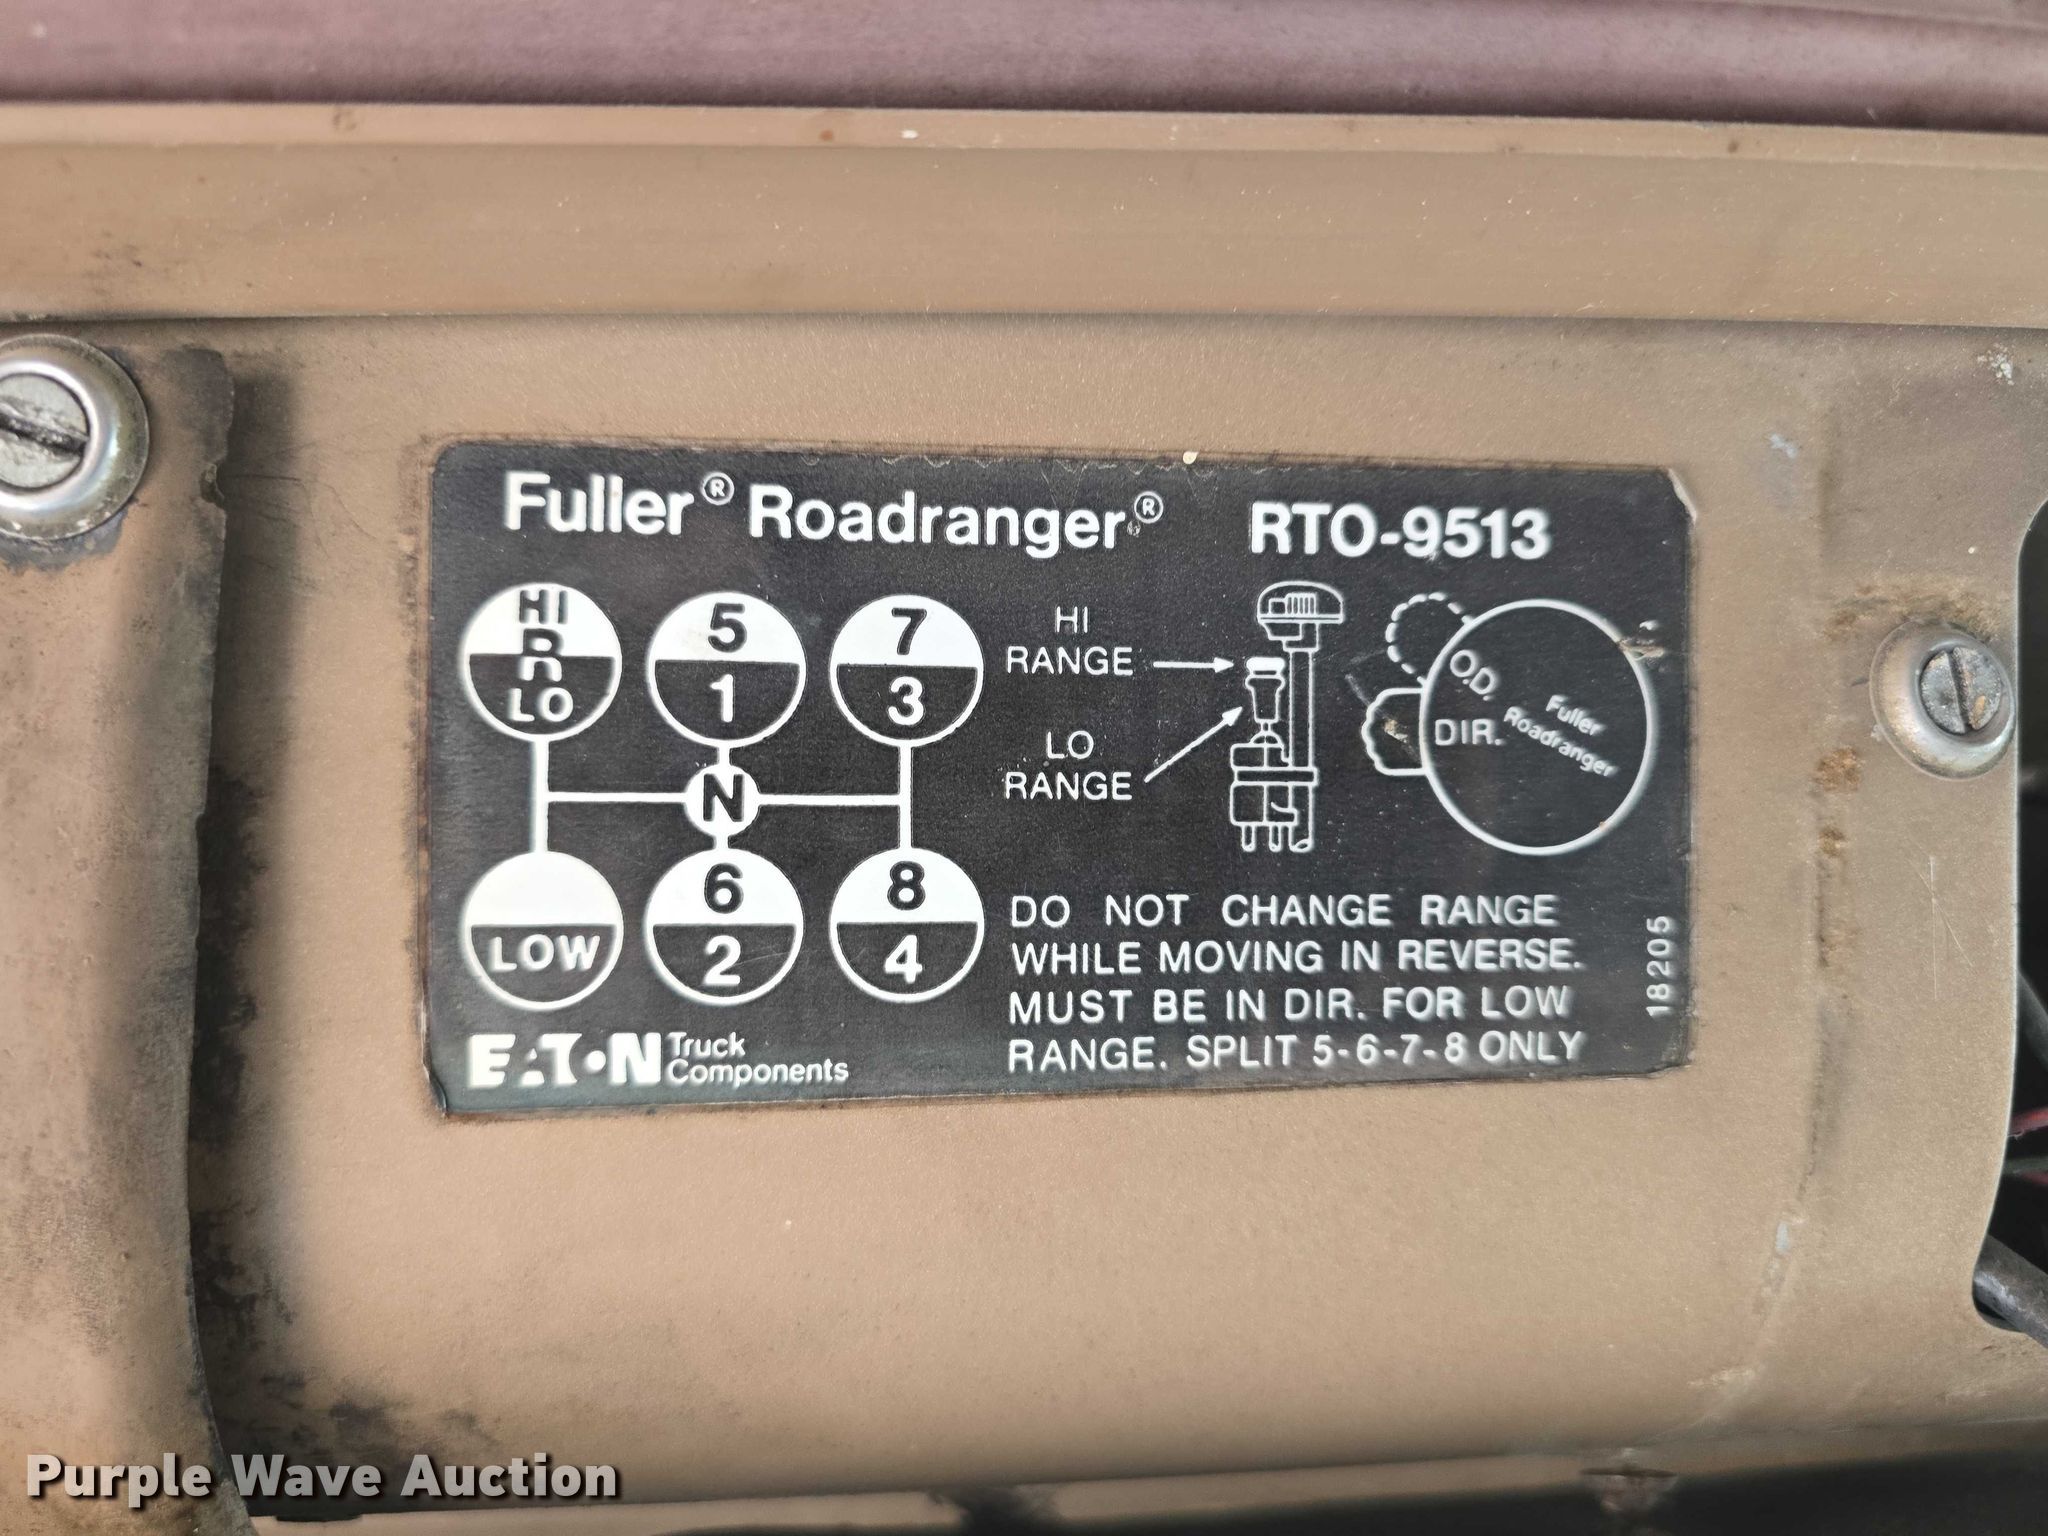 Fuller® Roadranger® RTO-9513
HI
R
LO
5
1
7
3
LOW
6
2
8
4
N
HI
RANGE
LO
RANGE
O.D.
DIR.
Fuller
Roadranger
DO NOT CHANGE RANGE
WHILE MOVING IN REVERSE.
MUST BE IN DIR. FOR LOW
RANGE. SPLIT 5-6-7-8 ONLY
18205
EATON Truck
Components
Purple Wave Auction